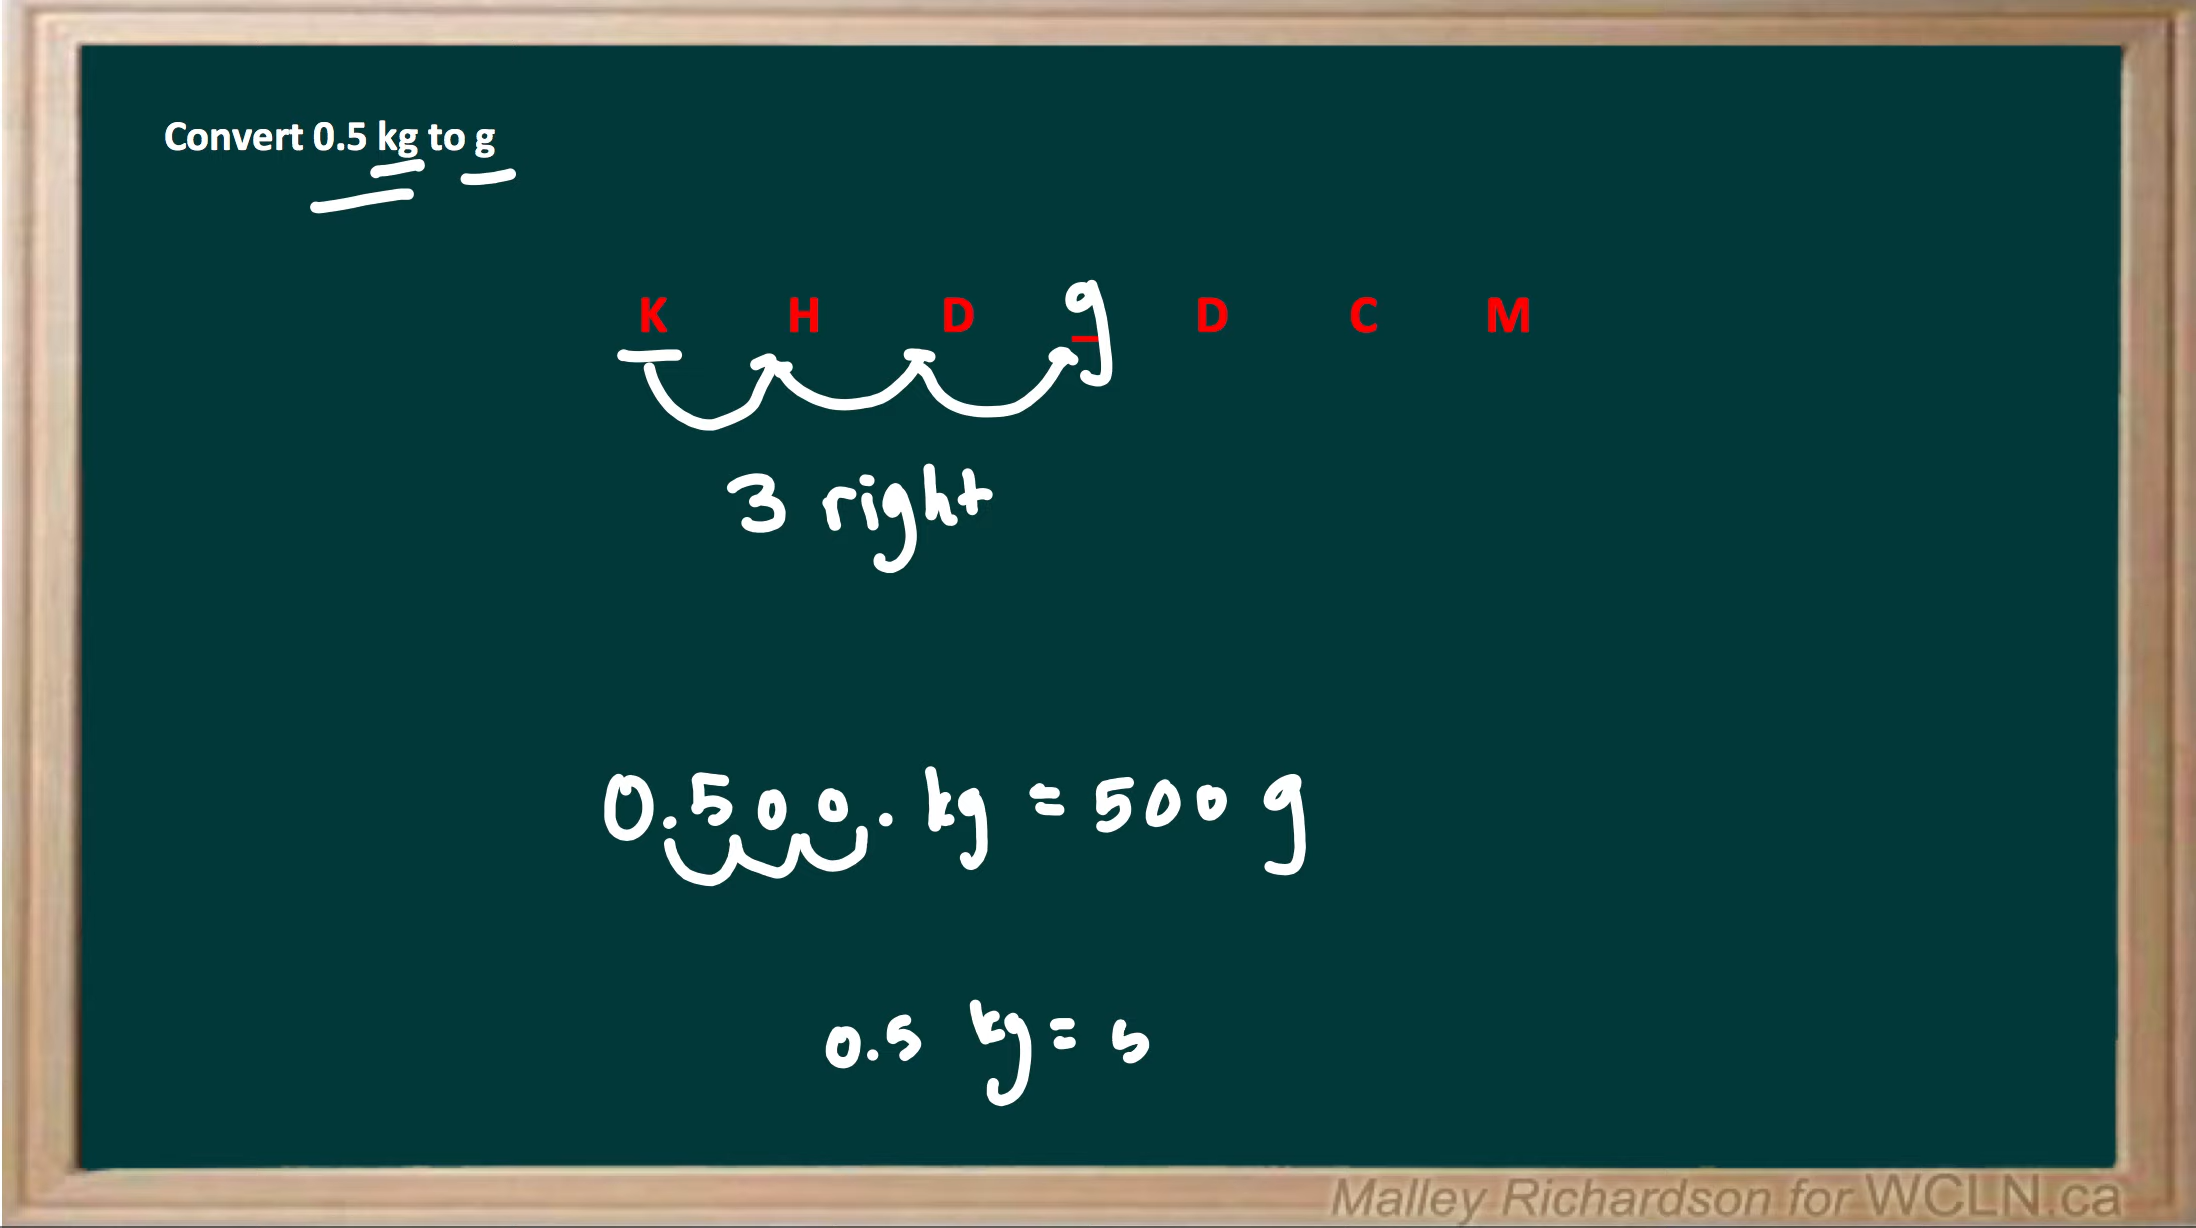 Convert 0.5 kg to g
K H D g D C M
3 right
0.500. kg = 500 g
0.5 kg = 5
Malley Richardson for WCLN.ca